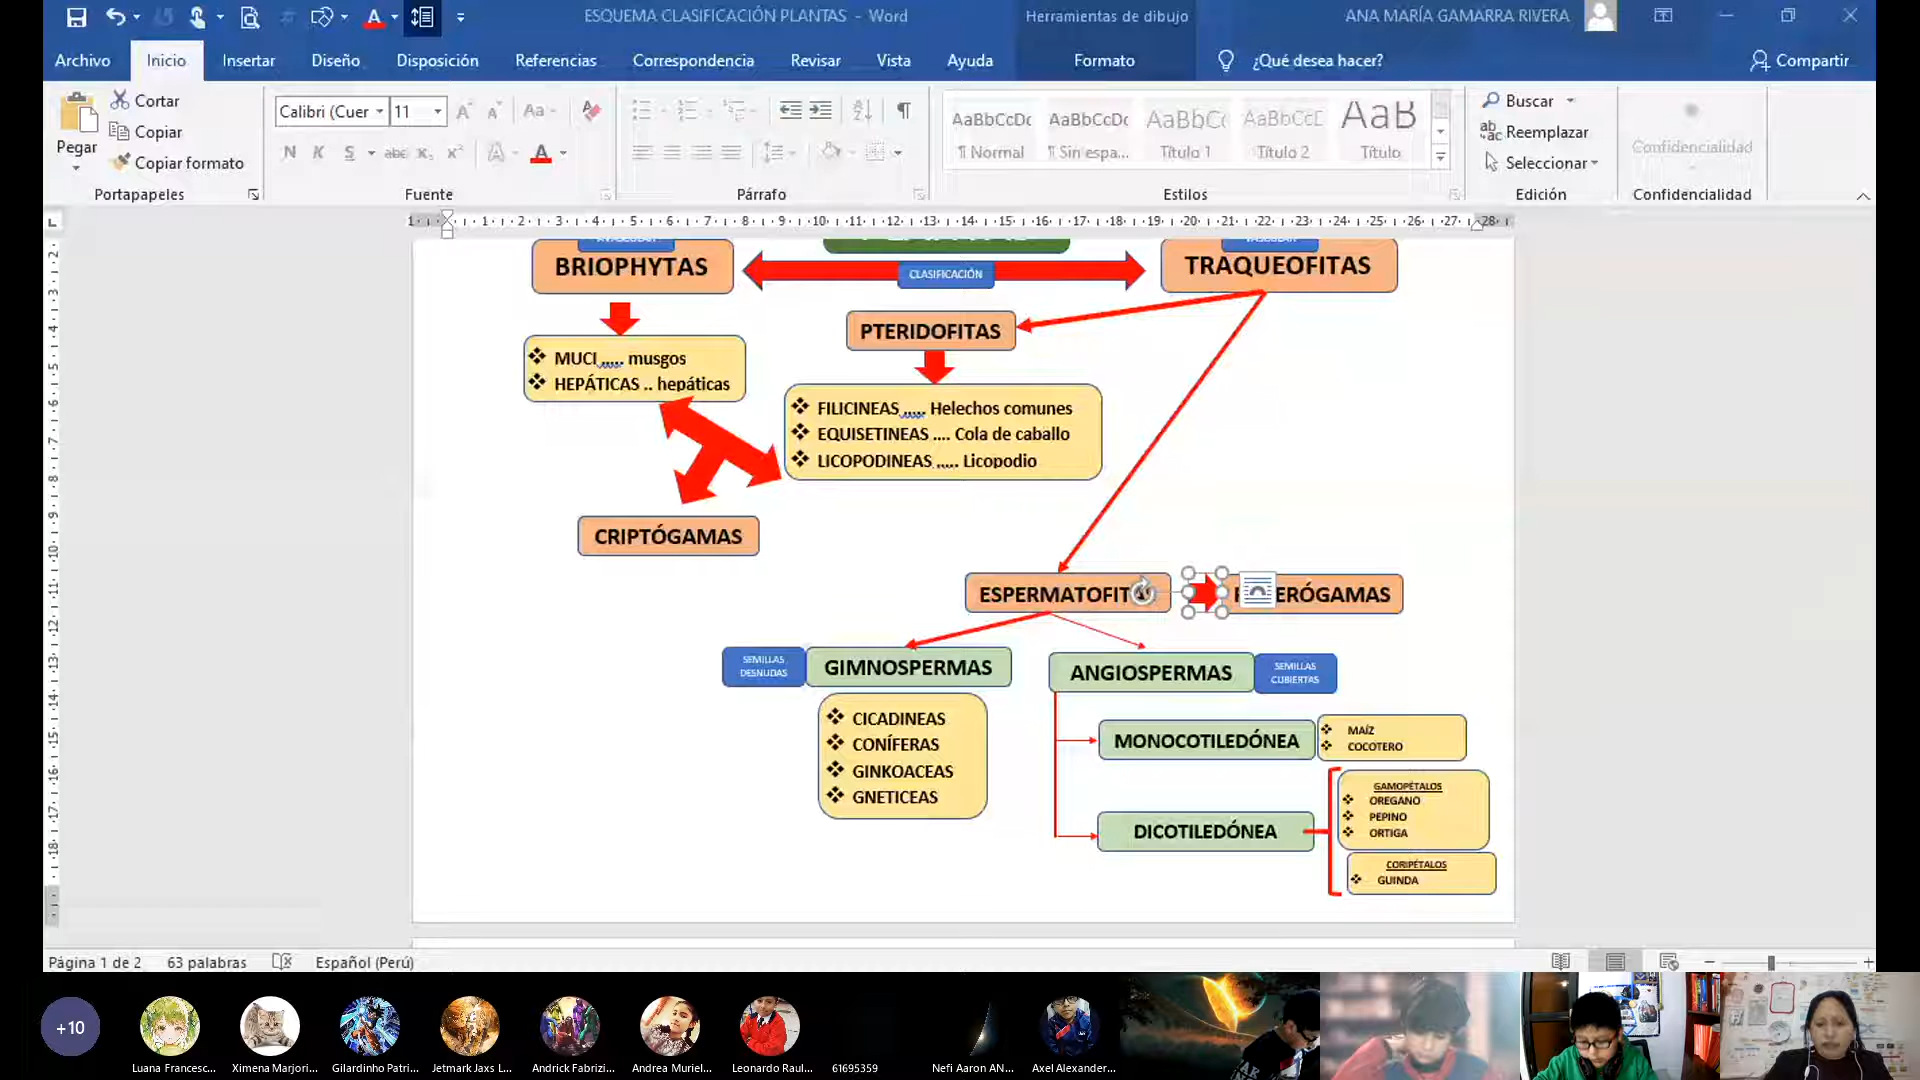 ESQUEMA CLASIFICACIÓN PLANTAS - Word
Herramientas de dibujo
ANA MARÍA GAMARRA RIVERA
Archivo Inicio Insertar Diseño Disposición Referencias Correspondencia Revisar Vista Ayuda Formato ¿Qué desea hacer? Compartir
Pegar
Cortar
Copiar
Copiar formato
Portapapeles
Calibri (Cuer 11
N K S abc x₂ x²
Fuente
Párrafo
AaBbCcDc AaBbCcDc AaBbCc AaBbCcE AaB
¶ Normal ¶ Sin espa... Título 1 Título 2 Título
Estilos
Buscar
Reemplazar
Seleccionar
Edición
Confidencialidad
Confidencialidad
BRIOPHYTAS
CLASIFICACIÓN
TRAQUEOFITAS
PTERIDOFITAS
MUCI ..... musgos
HEPÁTICAS .. hepáticas
FILICINEAS ..... Helechos comunes
EQUISETINEAS .... Cola de caballo
LICOPODINEAS ..... Licopodio
CRIPTÓGAMAS
SEMILLAS DESNUDAS
GIMNOSPERMAS
ANGIOSPERMAS
SEMILLAS CUBIERTAS
CICADINEAS
CONÍFERAS
GINKOACEAS
GNETICEAS
MONOCOTILEDÓNEA
MAÍZ
COCOTERO
DICOTILEDÓNEA
GAMOPÉTALOS
OREGANO
PEPINO
ORTIGA
CORIPÉTALOS
GUINDA
Página 1 de 2 63 palabras Español (Perú)
+10
Luana Francesc... Ximena Marjori... Gilardinho Patri... Jetmark Jaxs L... Andrick Fabrizi... Andrea Muriel... Leonardo Raul... 61695359 Nefi Aaron AN... Axel Alexander...